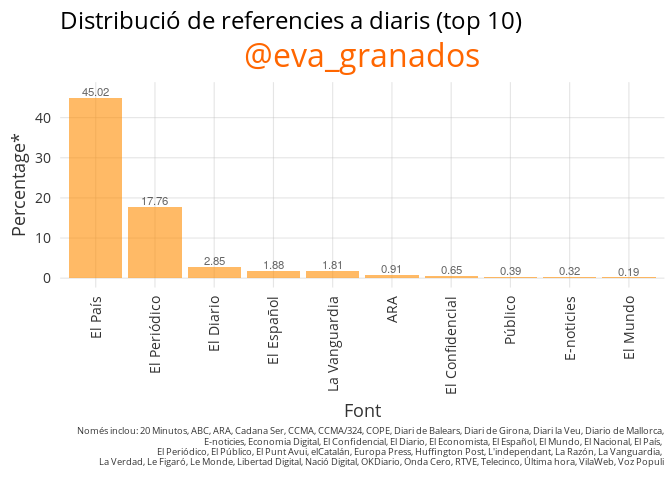 Distribució de referencies a diaris (top 10)
@eva_granados
Percentage*
40
30
20
10
0
45.02
17.76
2.85
1.88
1.81
0.91
0.65
0.39
0.32
0.19
El País
El Periódico
El Diario
El Español
La Vanguardia
ARA
El Confidencial
Público
E-noticies
El Mundo
Font
Només inclou: 20 Minutos, ABC, ARA, Cadana Ser, CCMA, CCMA/324, COPE, Diari de Balears, Diari de Girona, Diari la Veu, Diario de Mallorca,
E-noticies, Economia Digital, El Confidencial, El Diario, El Economista, El Español, El Mundo, El Nacional, El País,
El Periódico, El Público, El Punt Avui, elCatalán, Europa Press, Huffington Post, L'independant, La Razón, La Vanguardia,
La Verdad, Le Figaró, Le Monde, Libertad Digital, Nació Digital, OKDiario, Onda Cero, RTVE, Telecinco, Última hora, VilaWeb, Voz Populi